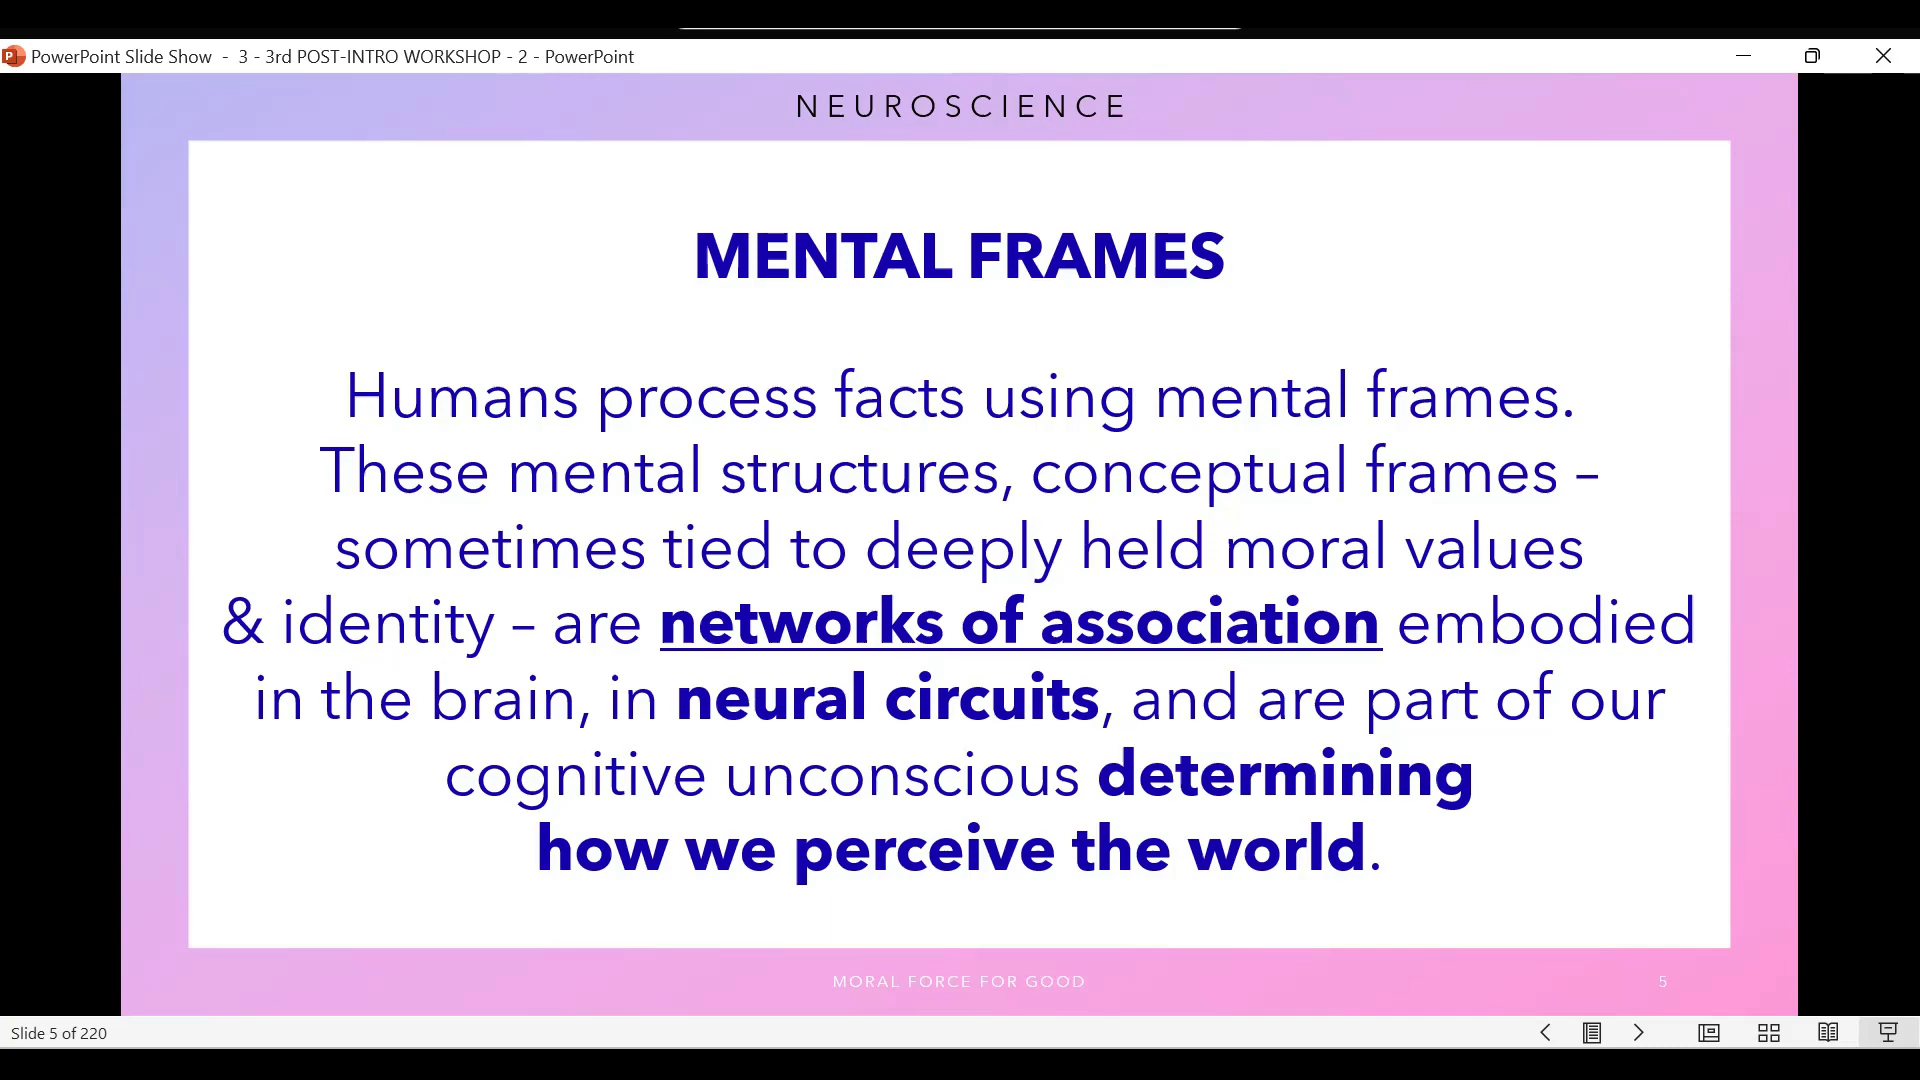 PowerPoint Slide Show - 3 - 3rd POST-INTRO WORKSHOP - 2 - PowerPoint
NEUROSCIENCE
MENTAL FRAMES
Humans process facts using mental frames.
These mental structures, conceptual frames –
sometimes tied to deeply held moral values
& identity – are networks of association embodied
in the brain, in neural circuits, and are part of our
cognitive unconscious determining
how we perceive the world.
MORAL FORCE FOR GOOD
5
Slide 5 of 220